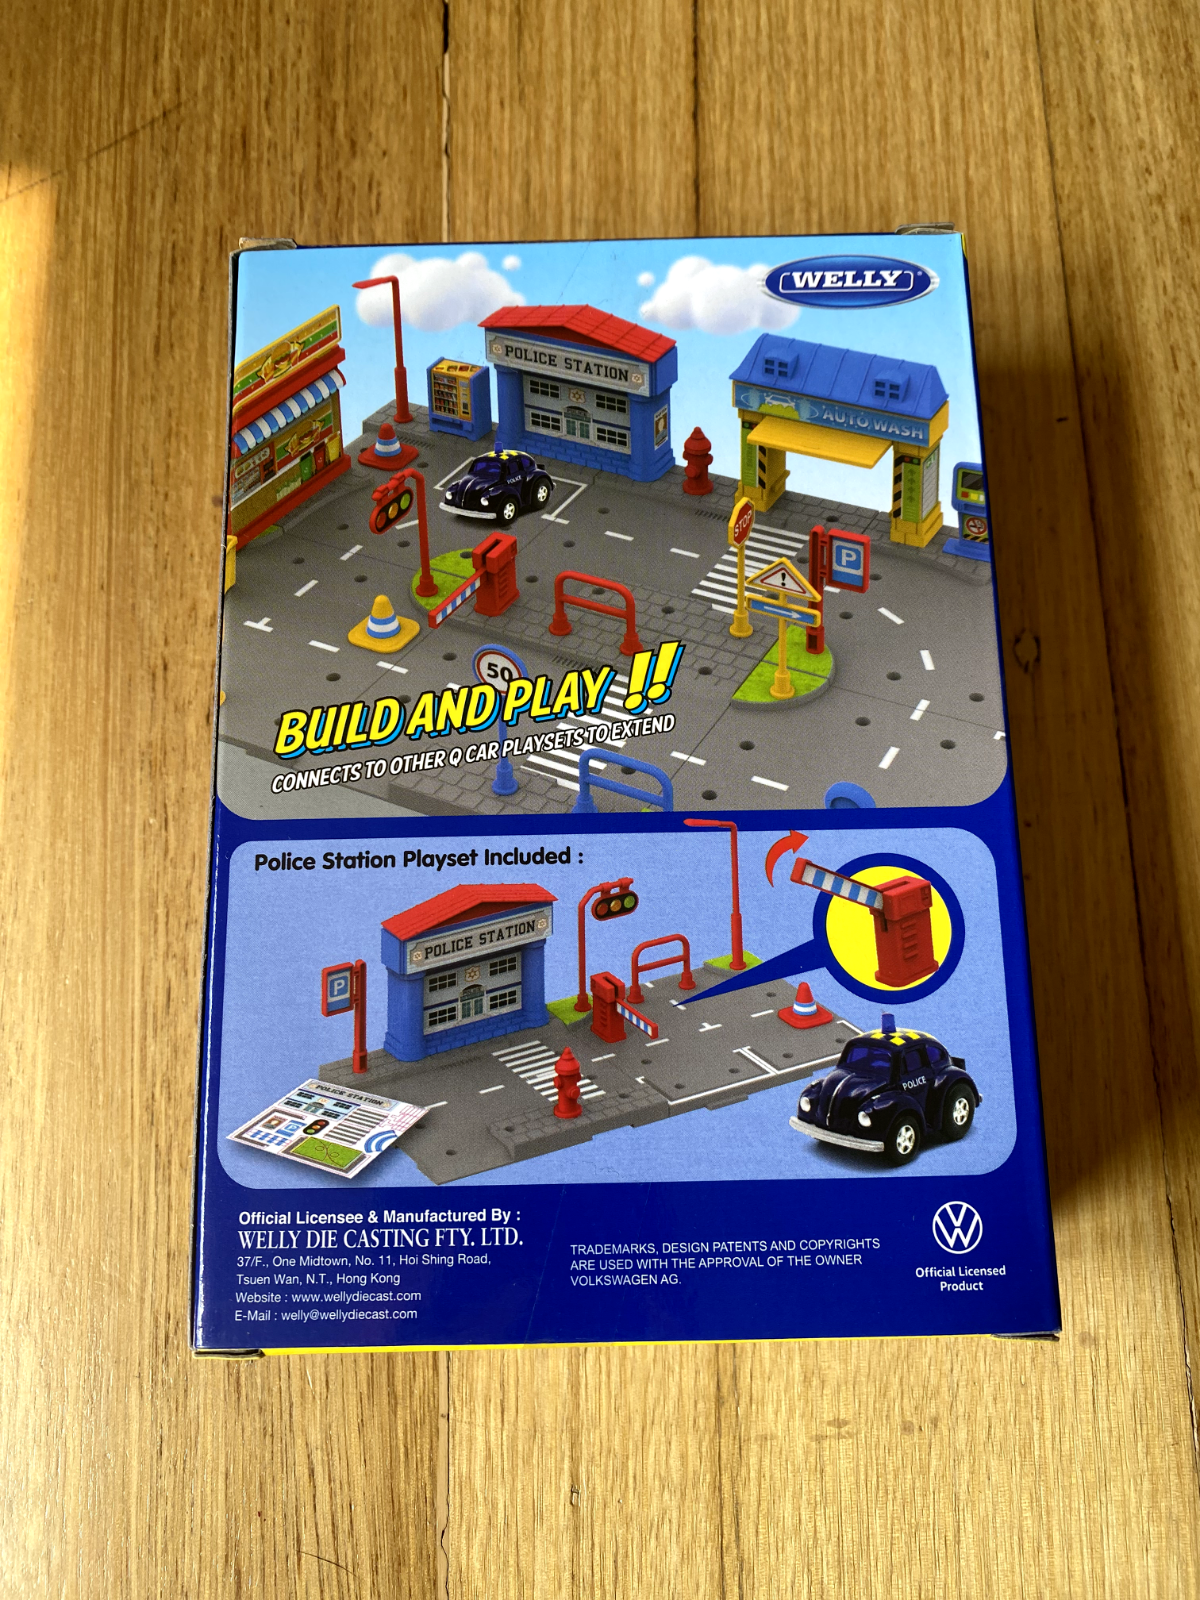 WELLY
POLICE STATION
AUTO WASH
POLICE
STOP
P
!
50
BUILD AND PLAY !!
CONNECTS TO OTHER Q CAR PLAYSETS TO EXTEND
Police Station Playset Included :
POLICE STATION
P
POLICE STATION
P
POLICE
Official Licensee & Manufactured By :
WELLY DIE CASTING FTY. LTD.
37/F., One Midtown, No. 11, Hoi Shing Road,
Tsuen Wan, N.T., Hong Kong
Website : www.wellydiecast.com
E-Mail : welly@wellydiecast.com
TRADEMARKS, DESIGN PATENTS AND COPYRIGHTS
ARE USED WITH THE APPROVAL OF THE OWNER
VOLKSWAGEN AG.
Official Licensed
Product